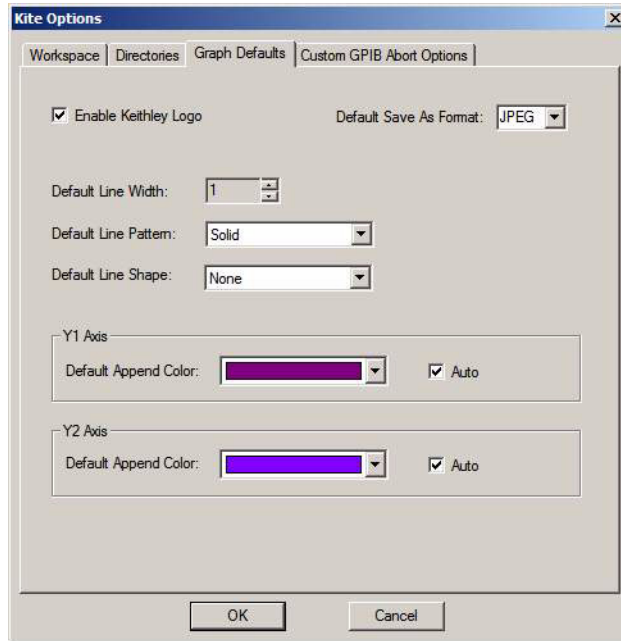 Kite Options
Workspace Directories Graph Defaults Custom GPIB Abort Options
Enable Keithley Logo Default Save As Format: JPEG
Default Line Width: 1
Default Line Pattern: Solid
Default Line Shape: None
Y1 Axis
Default Append Color: Auto
Y2 Axis
Default Append Color: Auto
OK Cancel